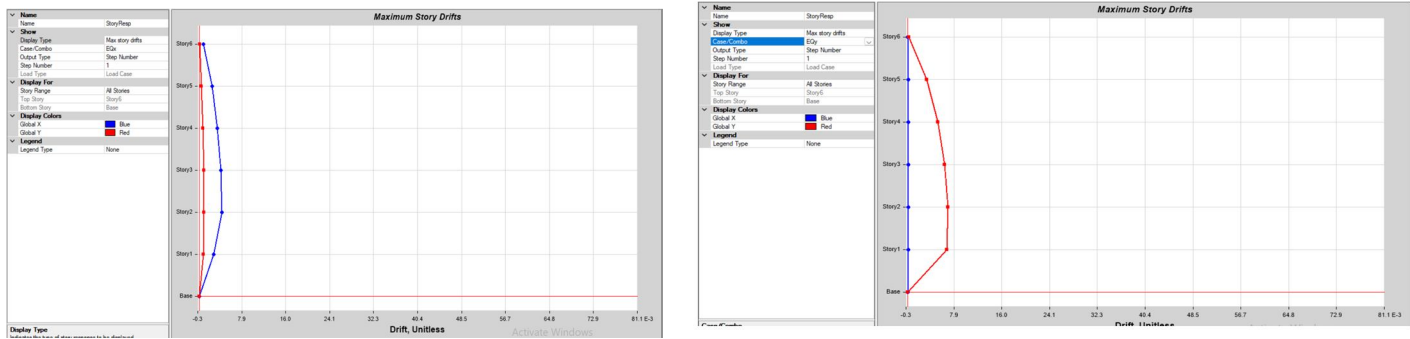 Name
Name StoryResp
Show
Display Type Max story drifts
Case/Combo EQx
Output Type Step Number
Step Number 1
Load Type Load Case
Display For
Story Range All Stories
Top Story Story6
Bottom Story Base
Display Colors
Global X Blue
Global Y Red
Legend
Legend Type None
Display Type
Maximum Story Drifts
Story6
Story5
Story4
Story3
Story2
Story1
Base
-0.3 7.9 16.0 24.1 32.3 40.4 48.5 56.7 64.8 72.9 81.1 E-3
Drift, Unitless
Activate Windows
Name
Name StoryResp
Show
Display Type Max story drifts
Case/Combo EQy
Output Type Step Number
Step Number 1
Load Type Load Case
Display For
Story Range All Stories
Top Story Story6
Bottom Story Base
Display Colors
Global X Blue
Global Y Red
Legend
Legend Type None
Maximum Story Drifts
Story6
Story5
Story4
Story3
Story2
Story1
Base
-0.3 7.9 16.0 24.1 32.3 40.4 48.5 56.7 64.8 72.9 81.1 E-3
Drift, Unitless